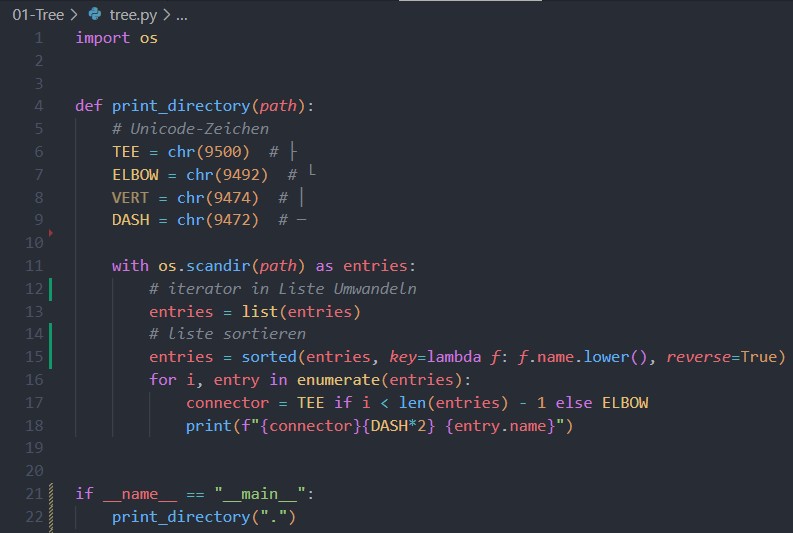 01-Tree > tree.py > ...
1 import os
2
3
4 def print_directory(path):
5     # Unicode-Zeichen
6     TEE = chr(9500)  # ├
7     ELBOW = chr(9492)  # └
8     VERT = chr(9474)  # │
9     DASH = chr(9472)  # ─
10
11     with os.scandir(path) as entries:
12         # iterator in Liste Umwandeln
13         entries = list(entries)
14         # liste sortieren
15         entries = sorted(entries, key=lambda f: f.name.lower(), reverse=True)
16         for i, entry in enumerate(entries):
17             connector = TEE if i < len(entries) - 1 else ELBOW
18             print(f"{connector}{DASH*2} {entry.name}")
19
20
21 if __name__ == "__main__":
22     print_directory(".")